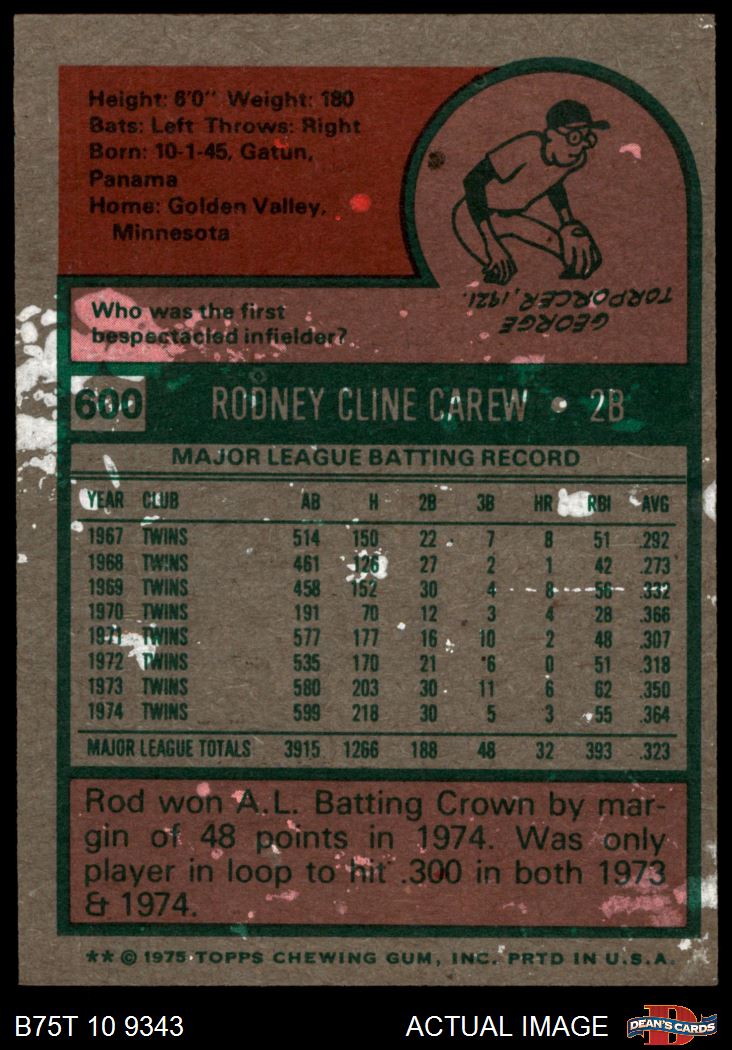 Height: 6'0" Weight: 180
Bats: Left Throws: Right
Born: 10-1-45, Gatun,
Panama
Home: Golden Valley,
Minnesota
GEORGE
TORPORCER, 1921.
Who was the first
bespectacled infielder?
600 RODNEY CLINE CAREW • 2B
MAJOR LEAGUE BATTING RECORD
YEAR CLUB AB H 2B 3B HR RBI AVG
1967 TWINS 514 150 22 7 8 51 .292
1968 TWINS 461 126 27 2 1 42 .273
1969 TWINS 458 152 30 4 8 56 .332
1970 TWINS 191 70 12 3 4 28 .366
1971 TWINS 577 177 16 10 2 48 .307
1972 TWINS 535 170 21 6 0 51 .318
1973 TWINS 580 203 30 11 6 62 .350
1974 TWINS 599 218 30 5 3 55 .364
MAJOR LEAGUE TOTALS 3915 1266 188 48 32 393 .323
Rod won A.L. Batting Crown by mar-
gin of 48 points in 1974. Was only
player in loop to hit .300 in both 1973
& 1974.
** © 1975 TOPPS CHEWING GUM, INC. PRTD IN U.S.A.
B75T 10 9343 ACTUAL IMAGE DEAN'S CARDS